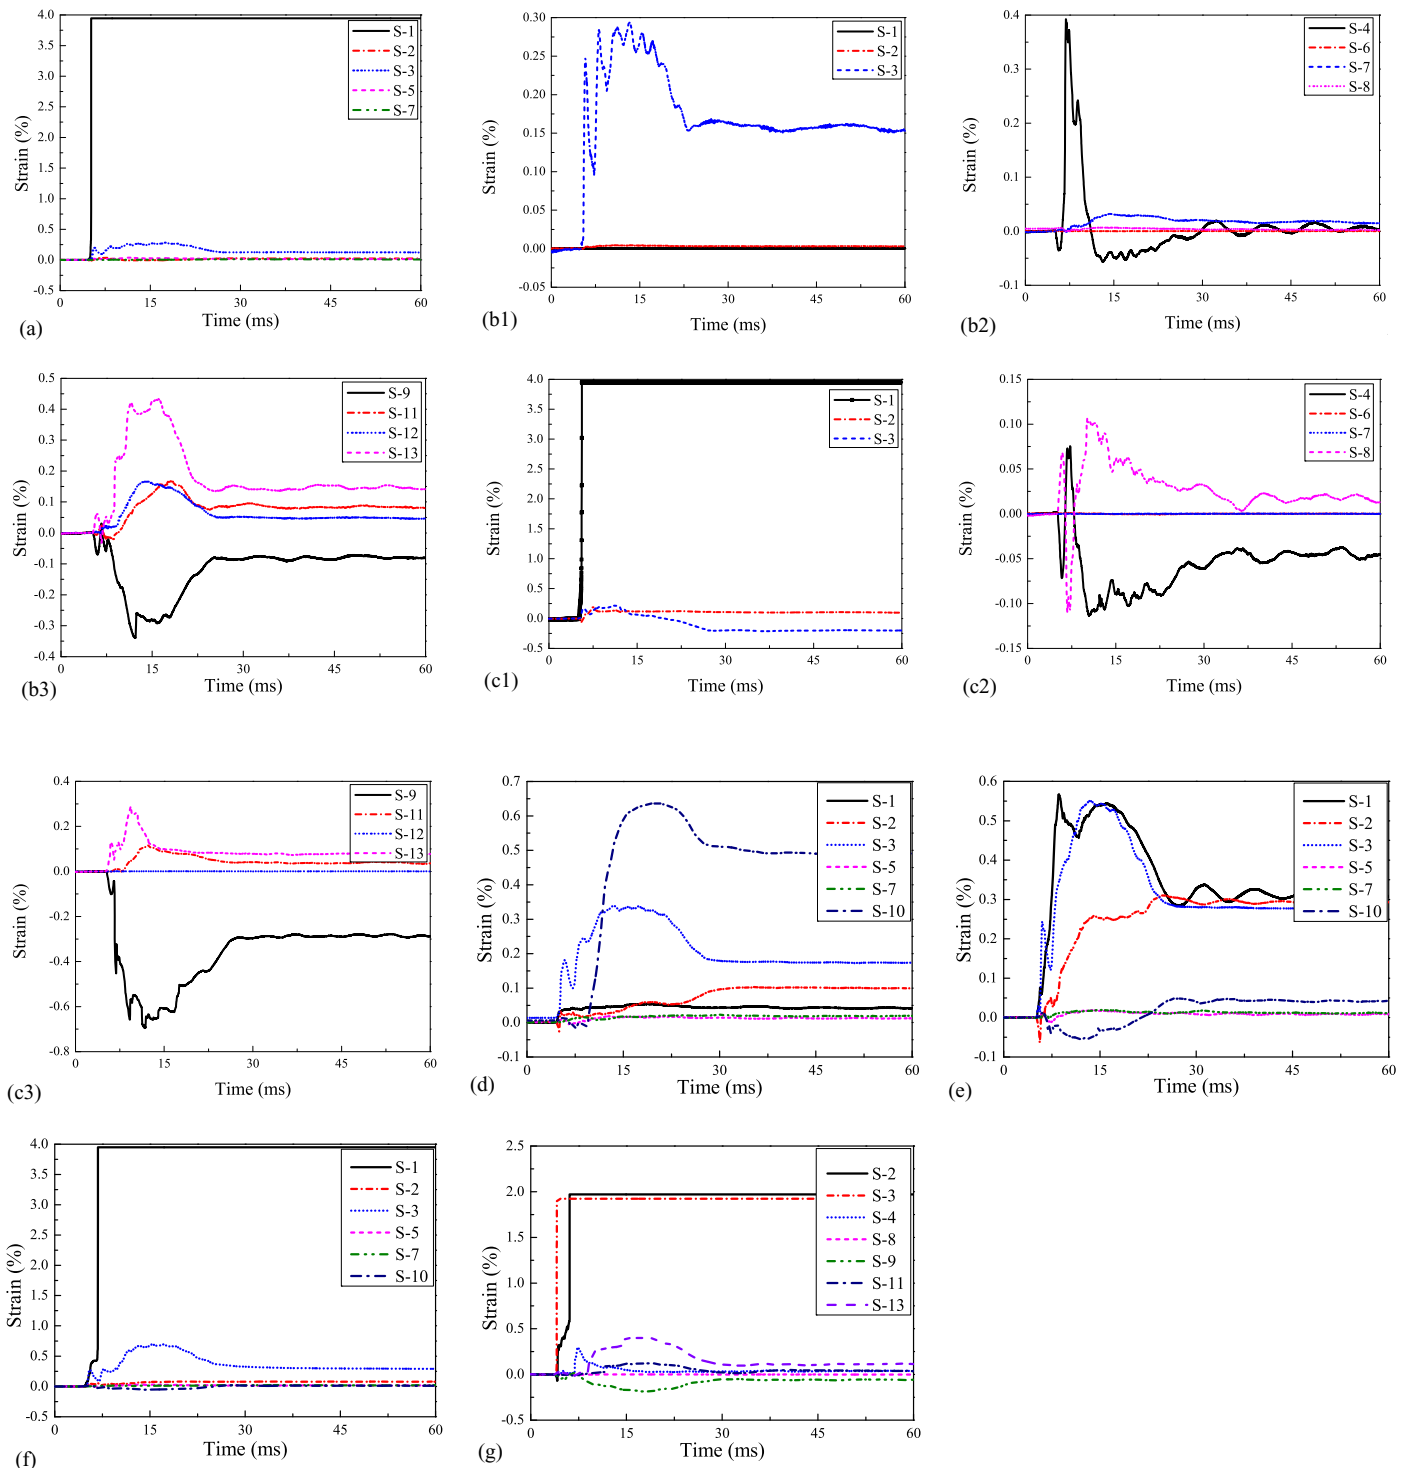 4.0
3.5
3.0
2.5
2.0
1.5
1.0
0.5
0.0
-0.5
Strain (%)
0 15 30 45 60
Time (ms)
S-1
S-2
S-3
S-5
S-7
(a)
0.30
0.25
0.20
0.15
0.10
0.05
0.00
-0.05
Strain (%)
0 15 30 45 60
Time (ms)
S-1
S-2
S-3
(b1)
0.4
0.3
0.2
0.1
0.0
-0.1
Strain (%)
0 15 30 45 60
Time (ms)
S-4
S-6
S-7
S-8
(b2)
0.5
0.4
0.3
0.2
0.1
0.0
-0.1
-0.2
-0.3
-0.4
Strain (%)
0 15 30 45 60
Time (ms)
S-9
S-11
S-12
S-13
(b3)
4.0
3.5
3.0
2.5
2.0
1.5
1.0
0.5
0.0
-0.5
Strain (%)
0 15 30 45 60
Time (ms)
S-1
S-2
S-3
(c1)
0.15
0.10
0.05
0.00
-0.05
-0.10
-0.15
Strain (%)
0 15 30 45 60
Time (ms)
S-4
S-6
S-7
S-8
(c2)
0.4
0.2
0.0
-0.2
-0.4
-0.6
-0.8
Strain (%)
0 15 30 45 60
Time (ms)
S-9
S-11
S-12
S-13
(c3)
0.7
0.6
0.5
0.4
0.3
0.2
0.1
0.0
-0.1
Strain (%)
0 15 30 45 60
Time (ms)
S-1
S-2
S-3
S-5
S-7
S-10
(d)
0.6
0.5
0.4
0.3
0.2
0.1
0.0
-0.1
Strain (%)
0 15 30 45 60
Time (ms)
S-1
S-2
S-3
S-5
S-7
S-10
(e)
4.0
3.5
3.0
2.5
2.0
1.5
1.0
0.5
0.0
-0.5
Strain (%)
0 15 30 45 60
Time (ms)
S-1
S-2
S-3
S-5
S-7
S-10
(f)
2.5
2.0
1.5
1.0
0.5
0.0
-0.5
Strain (%)
0 15 30 45 60
Time (ms)
S-2
S-3
S-4
S-8
S-9
S-11
S-13
(g)